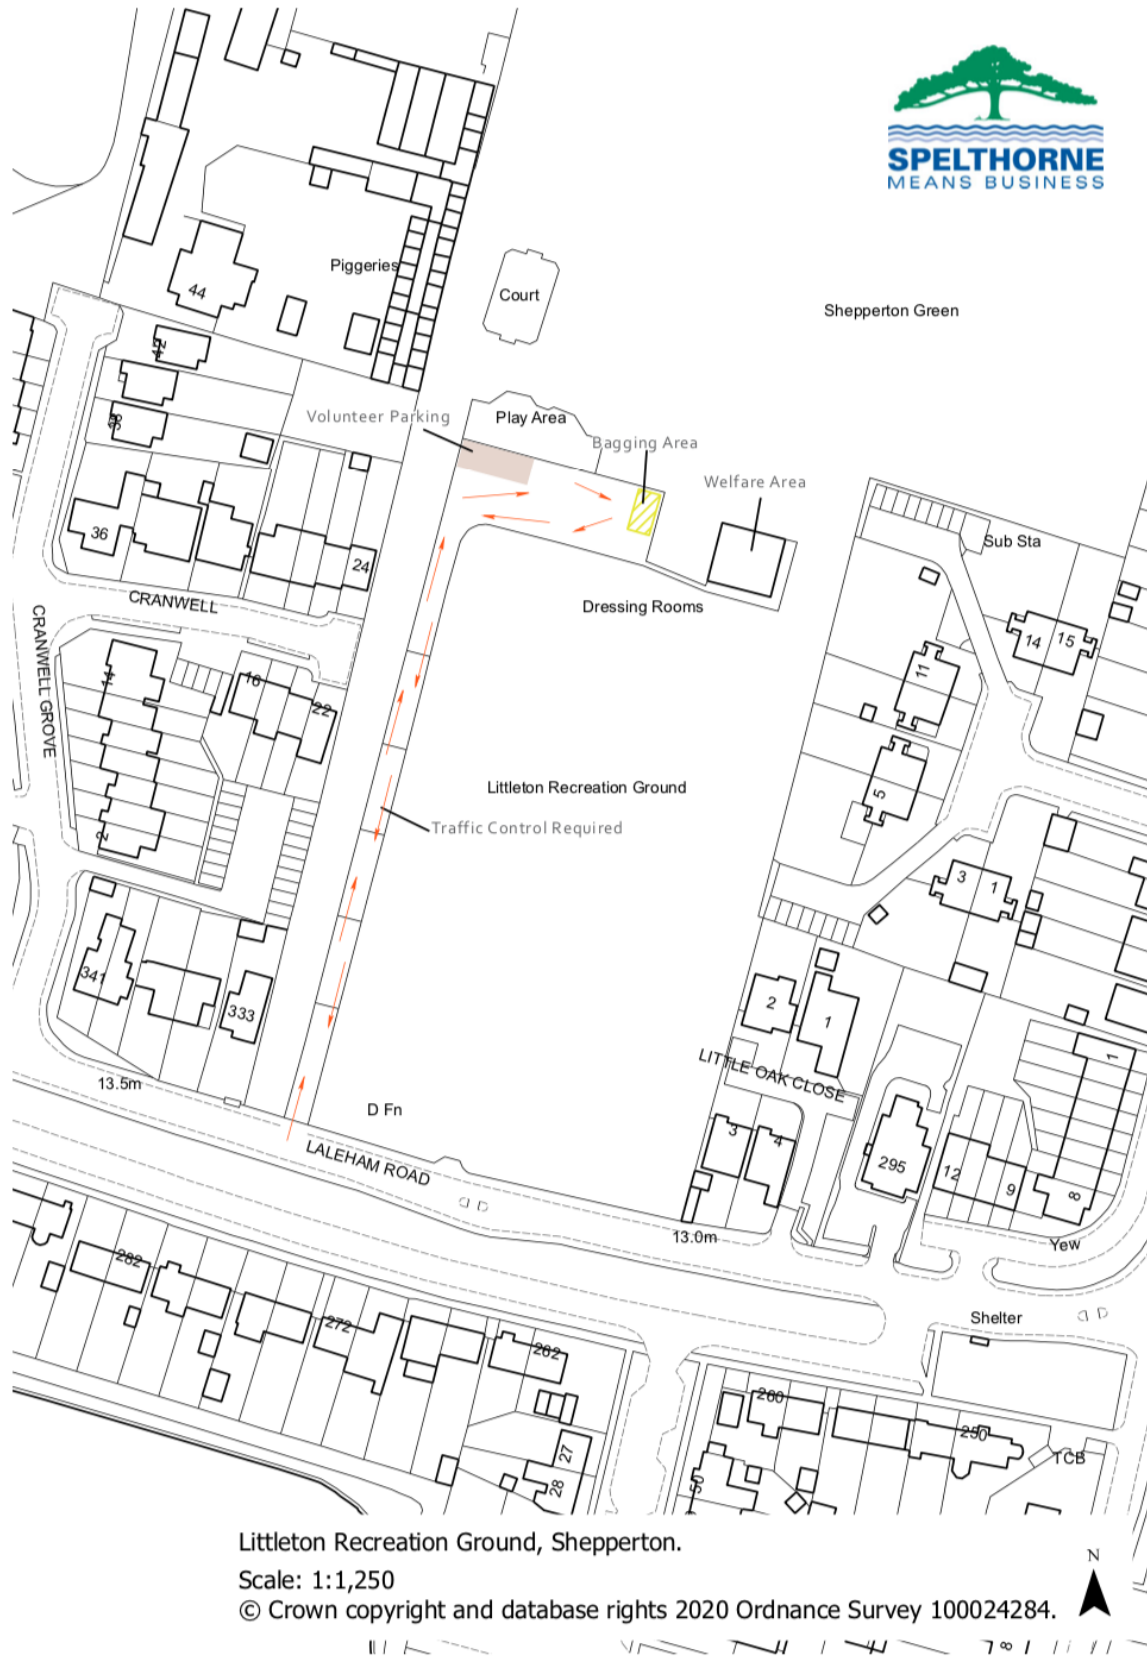 SPELTHORNE
MEANS BUSINESS
Piggeries
44
Court
Shepperton Green
42
38
Volunteer Parking
Play Area
Bagging Area
Welfare Area
36
24
Sub Sta
CRANWELL
Dressing Rooms
CRANWELL GROVE
14
15
11
14
16
22
5
Littleton Recreation Ground
Traffic Control Required
2
3
1
341
333
2
1
13.5m
LITTLE OAK CLOSE
1
D Fn
LALEHAM ROAD
3
4
295
12
9
8
13.0m
Yew
282
272
262
Shelter
260
250
TCB
27
28
50
Littleton Recreation Ground, Shepperton.
Scale: 1:1,250
© Crown copyright and database rights 2020 Ordnance Survey 100024284.
N
8